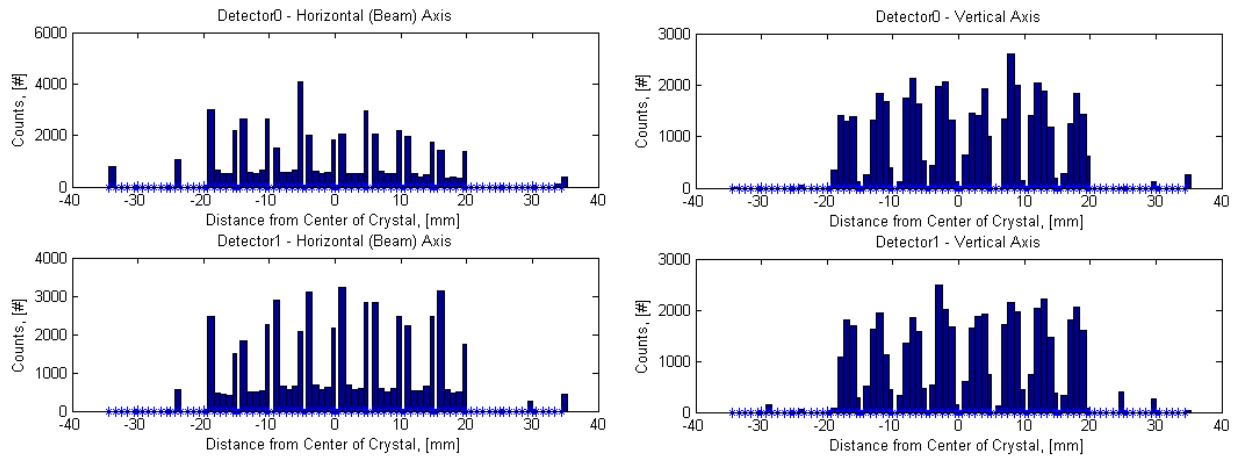 Detector0 - Horizontal (Beam) Axis
6000
4000
2000
0
Counts, [#]
-40 -30 -20 -10 0 10 20 30 40
Distance from Center of Crystal, [mm]
Detector0 - Vertical Axis
3000
2000
1000
0
Counts, [#]
-40 -30 -20 -10 0 10 20 30 40
Distance from Center of Crystal, [mm]
Detector1 - Horizontal (Beam) Axis
4000
3000
2000
1000
0
Counts, [#]
-40 -30 -20 -10 0 10 20 30 40
Distance from Center of Crystal, [mm]
Detector1 - Vertical Axis
3000
2000
1000
0
Counts, [#]
-40 -30 -20 -10 0 10 20 30 40
Distance from Center of Crystal, [mm]